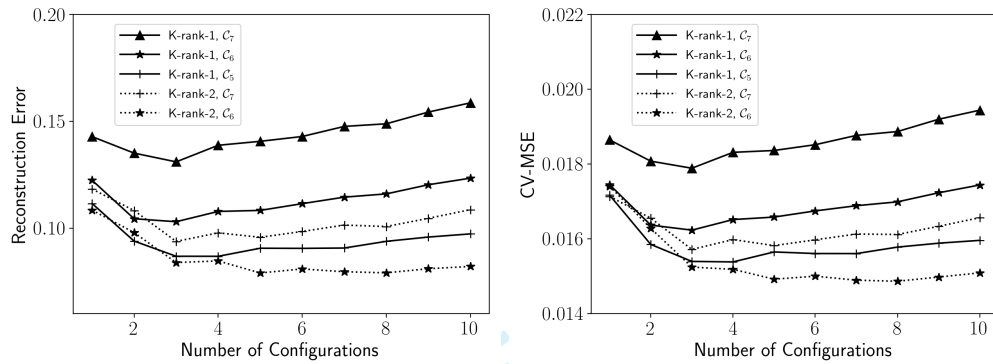 0.20
0.15
0.10
Reconstruction Error
K-rank-1, 𝒞₇
K-rank-1, 𝒞₆
K-rank-1, 𝒞₅
K-rank-2, 𝒞₇
K-rank-2, 𝒞₆
2 4 6 8 10
Number of Configurations
0.022
0.020
0.018
0.016
0.014
CV-MSE
K-rank-1, 𝒞₇
K-rank-1, 𝒞₆
K-rank-1, 𝒞₅
K-rank-2, 𝒞₇
K-rank-2, 𝒞₆
2 4 6 8 10
Number of Configurations